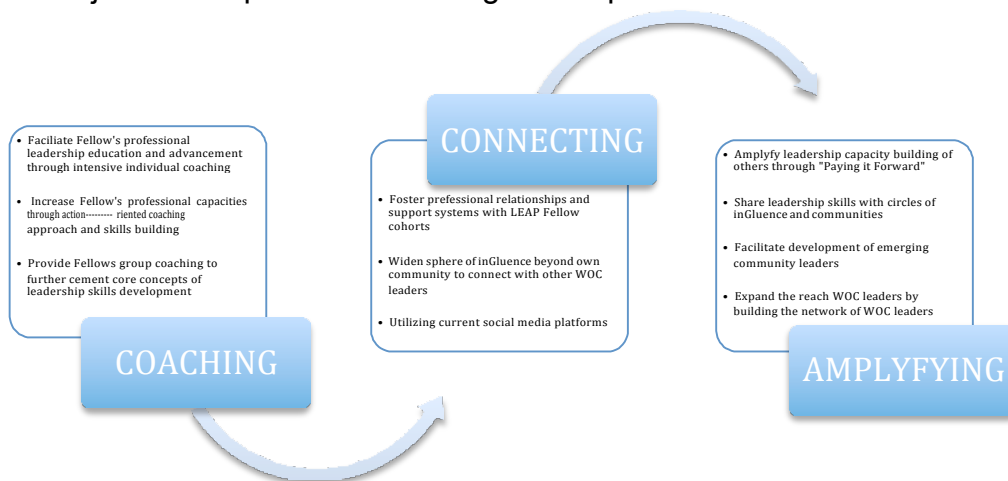 • Faciliate Fellow's professional
leadership education and advancement
through intensive individual coaching
• Increase Fellow's professional capacities
through action--------- riented coaching
approach and skills building
• Provide Fellows group coaching to
further cement core concepts of
leadership skills development
COACHING
CONNECTING
• Foster prefessional relationships and
support systems with LEAP Fellow
cohorts
• Widen sphere of inGluence beyond own
community to connect with other WOC
leaders
• Utilizing current social media platforms
• Amplyfy leadership capacity building of
others through "Paying it Forward"
• Share leadership skills with circles of
inGluence and communities
• Facilitate development of emerging
community leaders
• Expand the reach WOC leaders by
building the network of WOC leaders
AMPLYFYING